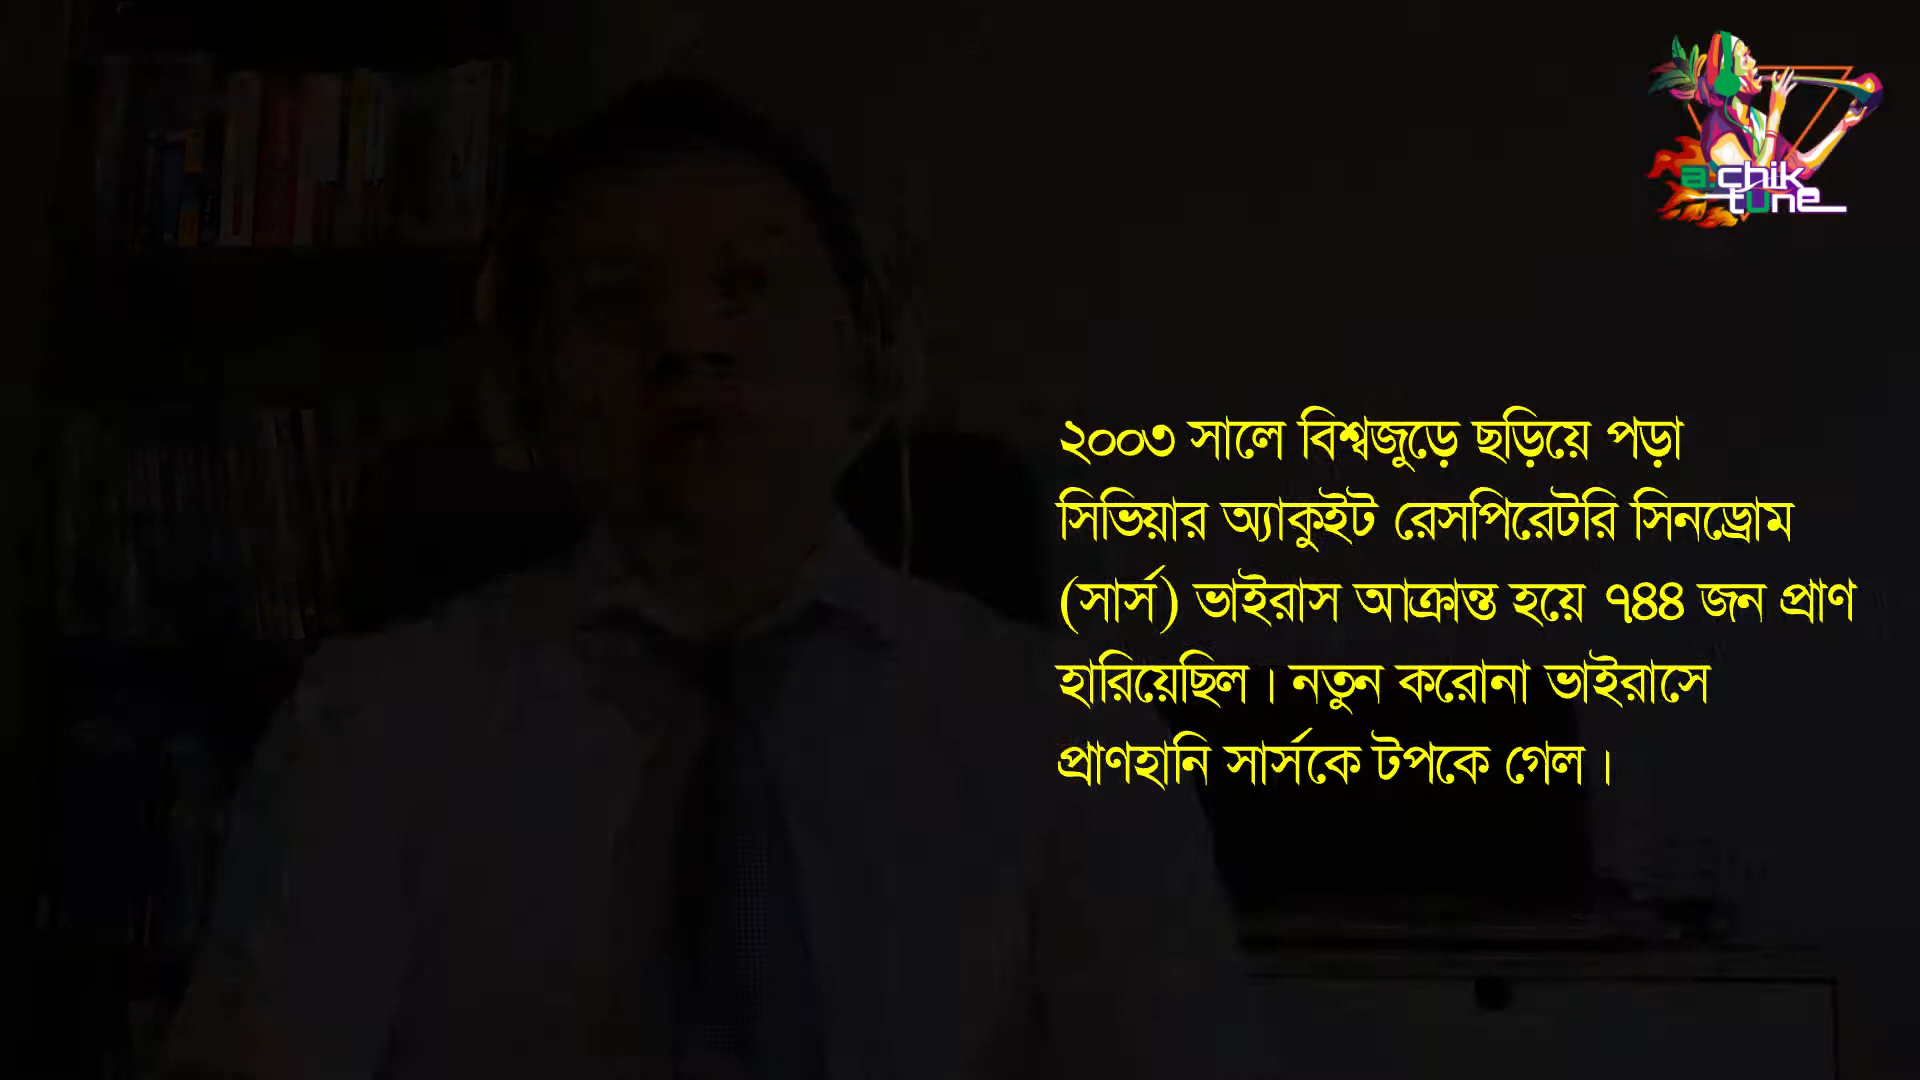 a.chik
tune
২০০৩ সালে বিশ্বজুড়ে ছড়িয়ে পড়া
সিভিয়ার অ্যাকুইট রেসপিরেটরি সিনড্রোম
(সার্স) ভাইরাস আক্রান্ত হয়ে ৭৪৪ জন প্রাণ
হারিয়েছিল। নতুন করোনা ভাইরাসে
প্রাণহানি সার্সকে টপকে গেল।